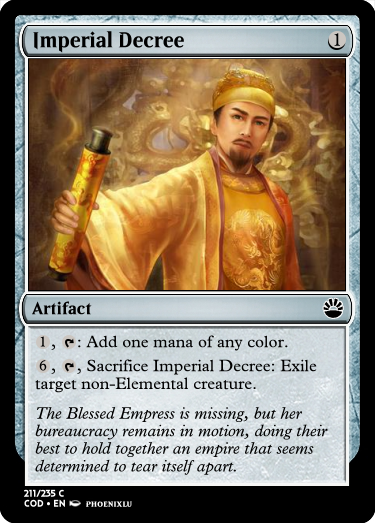 Imperial Decree 1
Artifact
1, : Add one mana of any color.
6, , Sacrifice Imperial Decree: Exile
target non-Elemental creature.
The Blessed Empress is missing, but her
bureaucracy remains in motion, doing their
best to hold together an empire that seems
determined to tear itself apart.
211/235 C
COD • EN PHOENIXLU